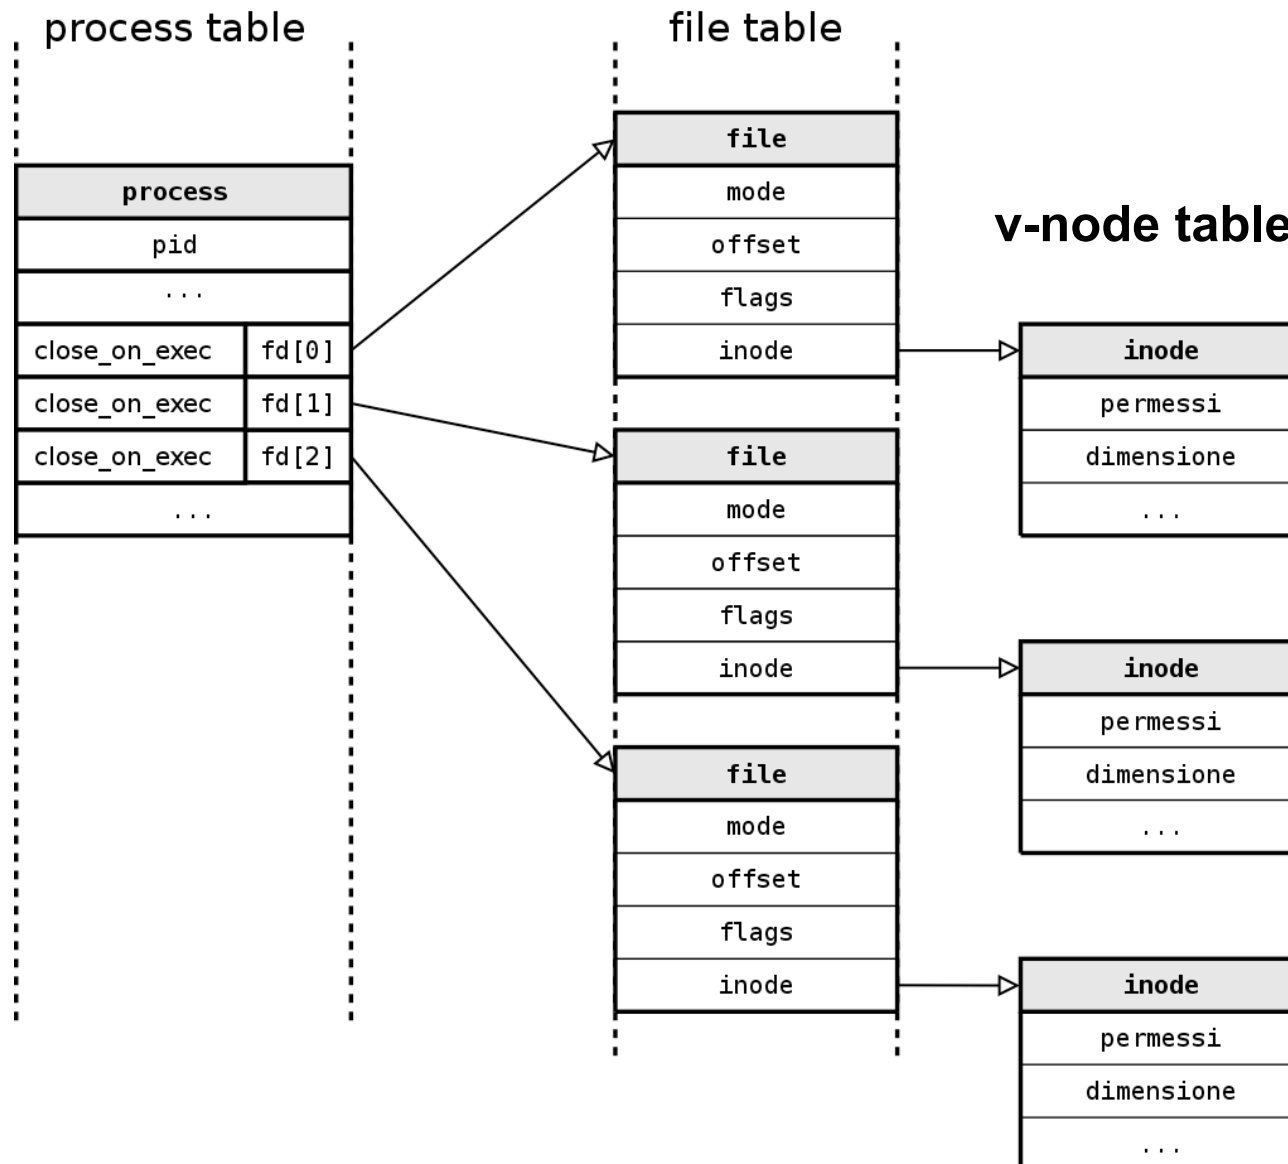 process table
process
pid
...
close_on_exec fd[0]
close_on_exec fd[1]
close_on_exec fd[2]
...
file table
file
mode
offset
flags
inode
file
mode
offset
flags
inode
file
mode
offset
flags
inode
v-node table
inode
permessi
dimensione
...
inode
permessi
dimensione
...
inode
permessi
dimensione
...